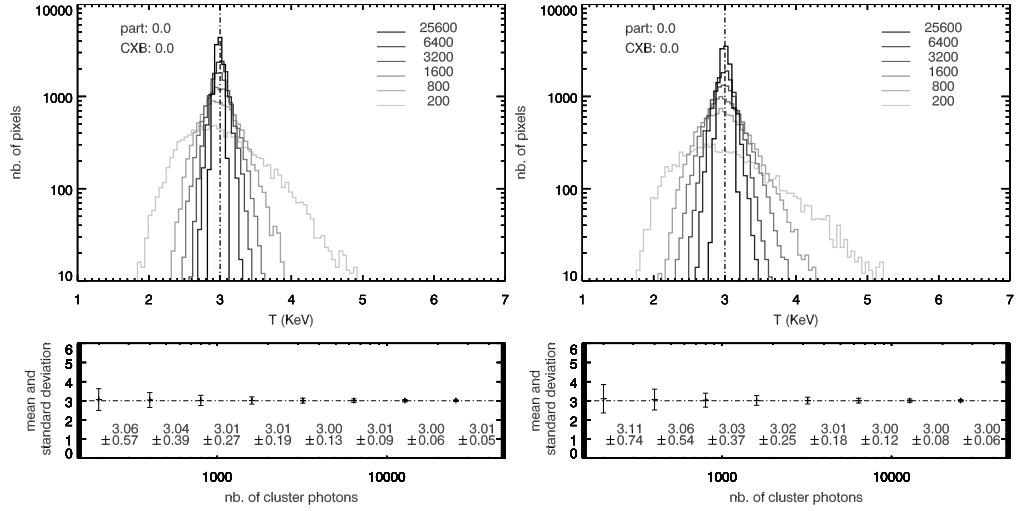 10000
1000
100
10
nb. of pixels
part: 0.0
CXB: 0.0
25600
6400
3200
1600
800
200
1 2 3 4 5 6 7
T (KeV)
10000
1000
100
10
nb. of pixels
part: 0.0
CXB: 0.0
25600
6400
3200
1600
800
200
1 2 3 4 5 6 7
T (KeV)
mean and
standard deviation
6
5
4
3
2
1
0
3.06 3.04 3.01 3.01 3.00 3.01 3.00 3.01
±0.57 ±0.39 ±0.27 ±0.19 ±0.13 ±0.09 ±0.06 ±0.05
1000 10000
nb. of cluster photons
mean and
standard deviation
6
5
4
3
2
1
0
3.11 3.06 3.03 3.02 3.01 3.00 3.00 3.00
±0.74 ±0.54 ±0.37 ±0.25 ±0.18 ±0.12 ±0.08 ±0.06
1000 10000
nb. of cluster photons